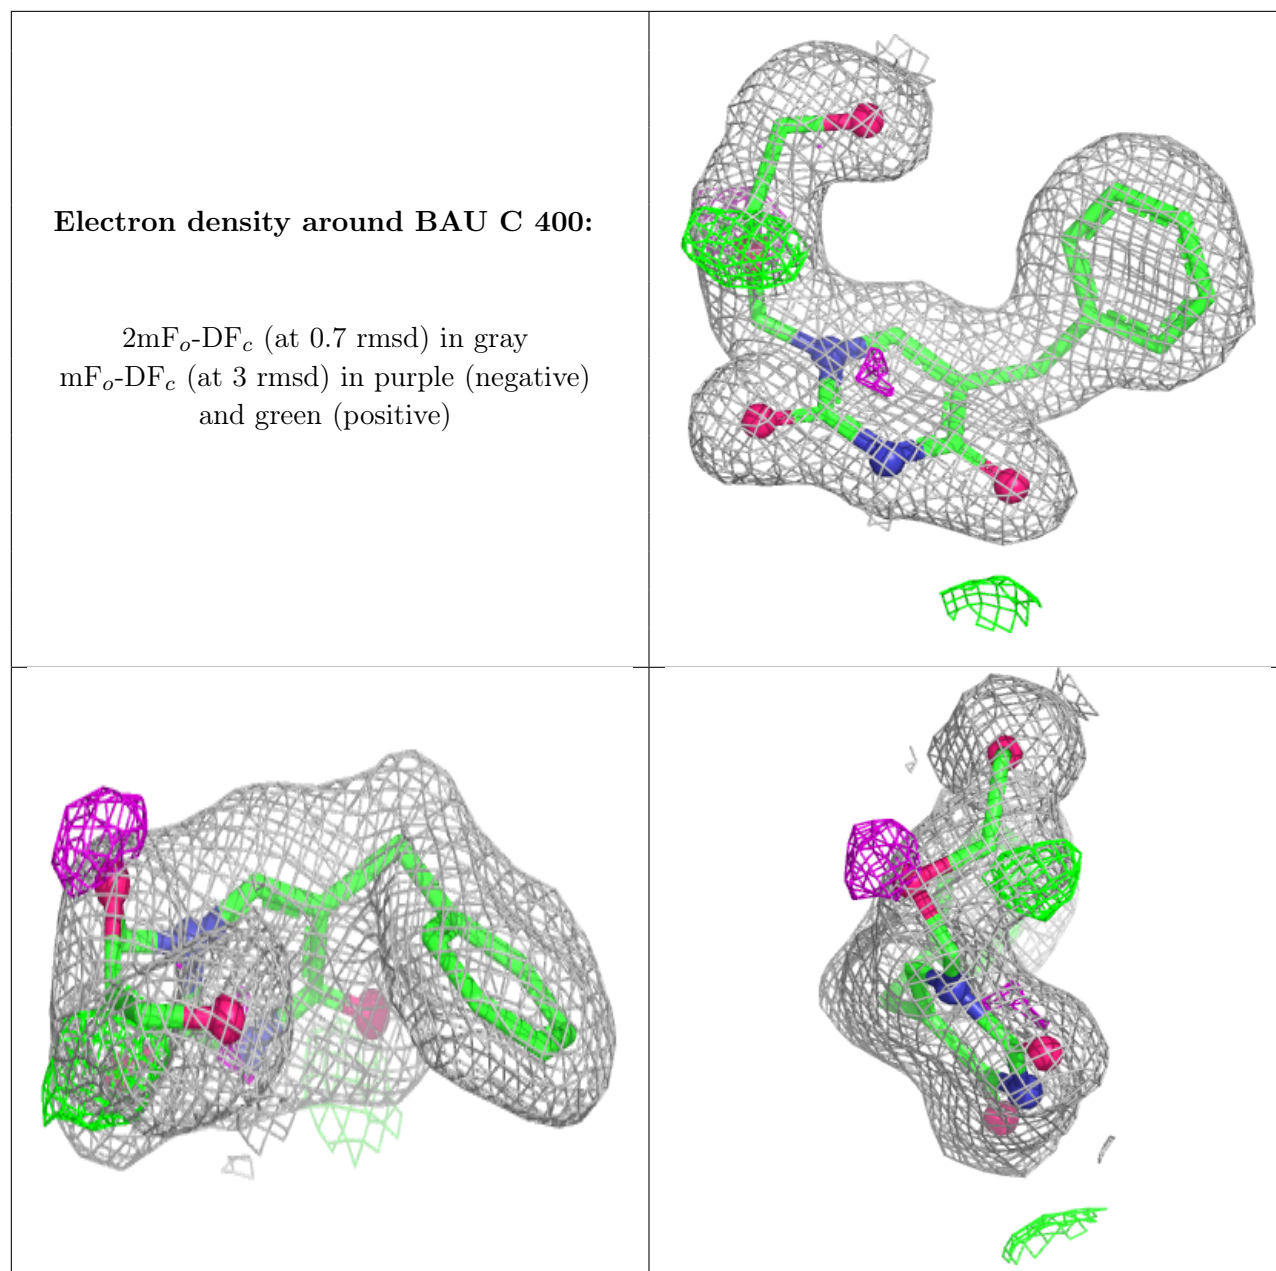 Electron density around BAU C 400:
2mFₒ-DF𝒸 (at 0.7 rmsd) in gray
mFₒ-DF𝒸 (at 3 rmsd) in purple (negative)
and green (positive)